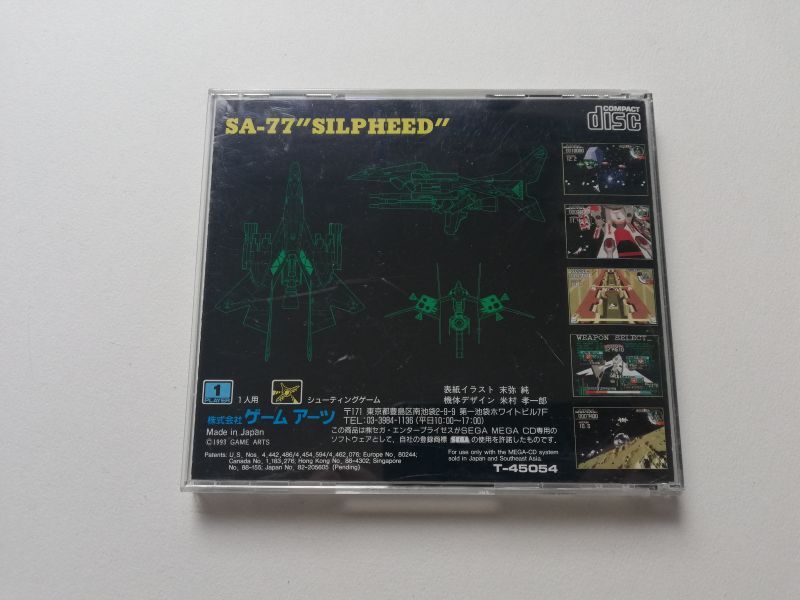 SA-77"SILPHEED"
COMPACT
disc
WEAPON SELECT
表紙イラスト 末弥 純
機体デザイン 米村 孝一郎
1
PLAYER
1人用
シューティングゲーム
株式会社 ゲーム アーツ
Made in Japan
©1993 GAME ARTS
〒171 東京都豊島区南池袋2-9-9 第一池袋ホワイトビル7F
TEL: 03-3984-1136 (平日10:00〜17:00)
この商品は㈱セガ・エンタープライゼスがSEGA MEGA CD専用の
ソフトウェアとして、自社の登録商標 SEGA の使用を許諾したものです。
Patents: U.S. Nos. 4,442,486/4,454,594/4,462,076; Europe No. 80244;
Canada No. 1,183,276; Hong Kong No. 88-4302; Singapore
No. 88-155; Japan No. 82-205605 (Pending)
For use only with the MEGA-CD system
sold in Japan and Southeast Asia.
T-45054